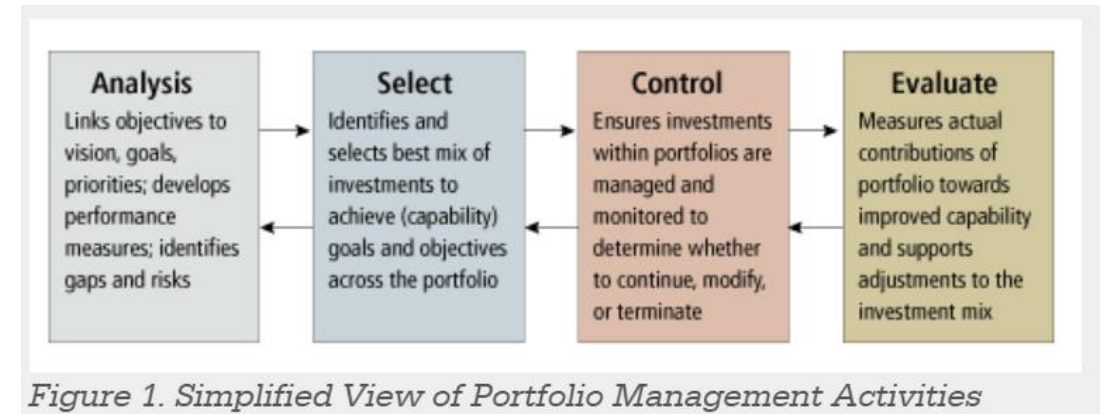 Analysis
Links objectives to
vision, goals,
priorities; develops
performance
measures; identifies
gaps and risks
Select
Identifies and
selects best mix of
investments to
achieve (capability)
goals and objectives
across the portfolio
Control
Ensures investments
within portfolios are
managed and
monitored to
determine whether
to continue, modify,
or terminate
Evaluate
Measures actual
contributions of
portfolio towards
improved capability
and supports
adjustments to the
investment mix
Figure 1. Simplified View of Portfolio Management Activities